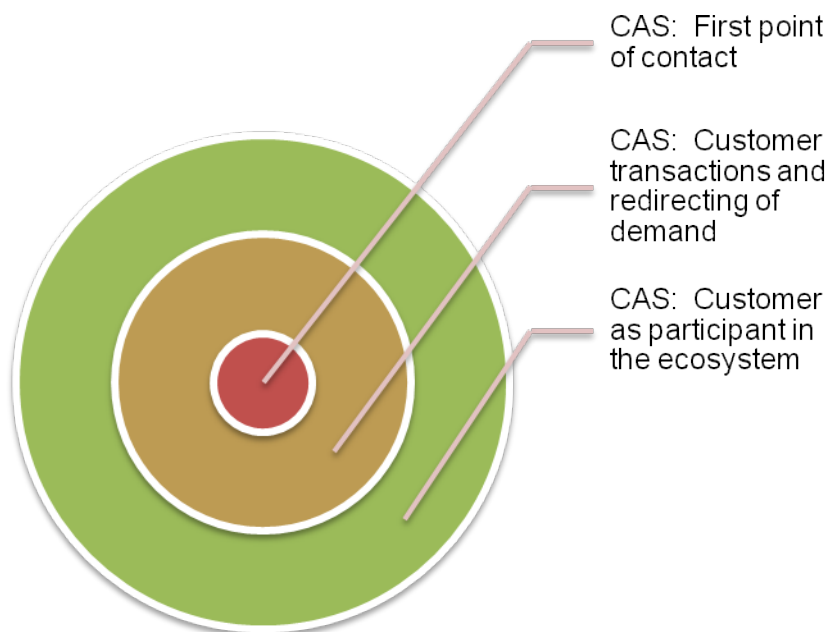 CAS: First point
of contact
CAS: Customer
transactions and
redirecting of
demand
CAS: Customer
as participant in
the ecosystem